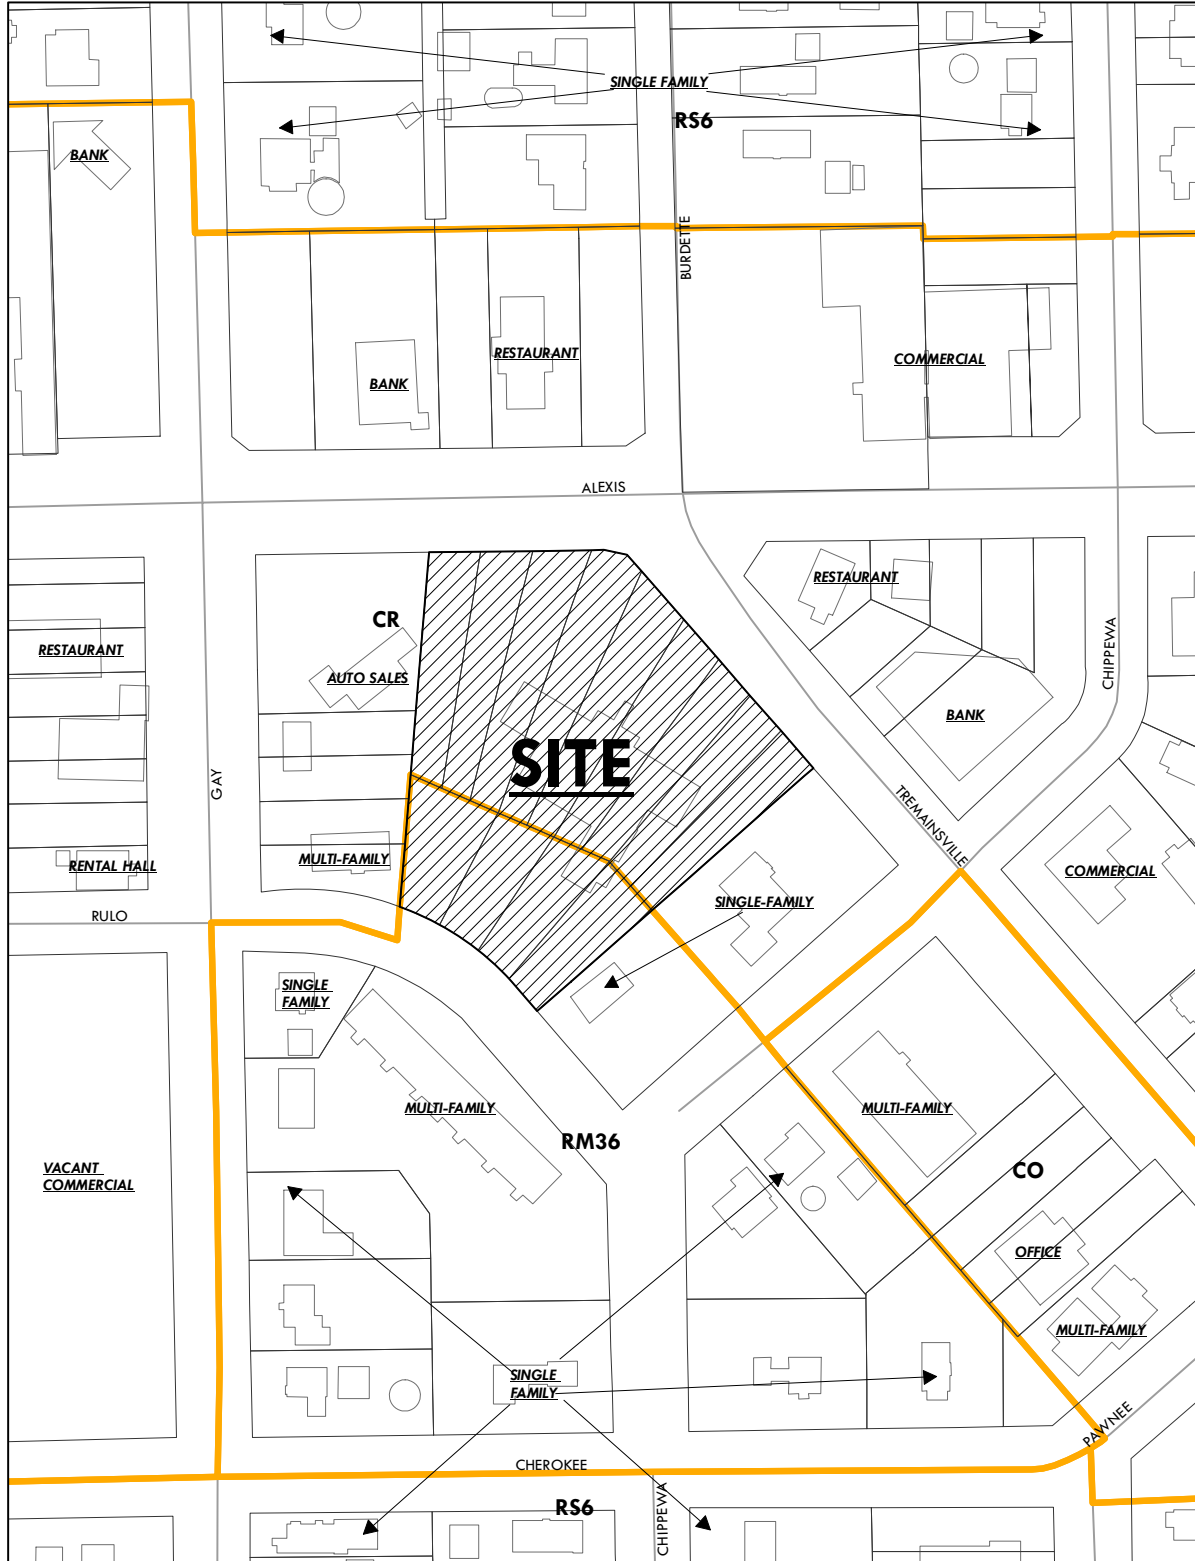 SINGLE FAMILY
RS6
BANK
BURDETTE
RESTAURANT
COMMERCIAL
BANK
ALEXIS
RESTAURANT
CR
CHIPPEWA
RESTAURANT
AUTO SALES
BANK
SITE
GAY
TREMAINSVILLE
MULTI-FAMILY
RENTAL HALL
COMMERCIAL
SINGLE-FAMILY
RULO
SINGLE
FAMILY
MULTI-FAMILY
MULTI-FAMILY
RM36
VACANT
COMMERCIAL
CO
OFFICE
MULTI-FAMILY
SINGLE
FAMILY
PAWNEE
CHEROKEE
RS6
CHIPPEWA